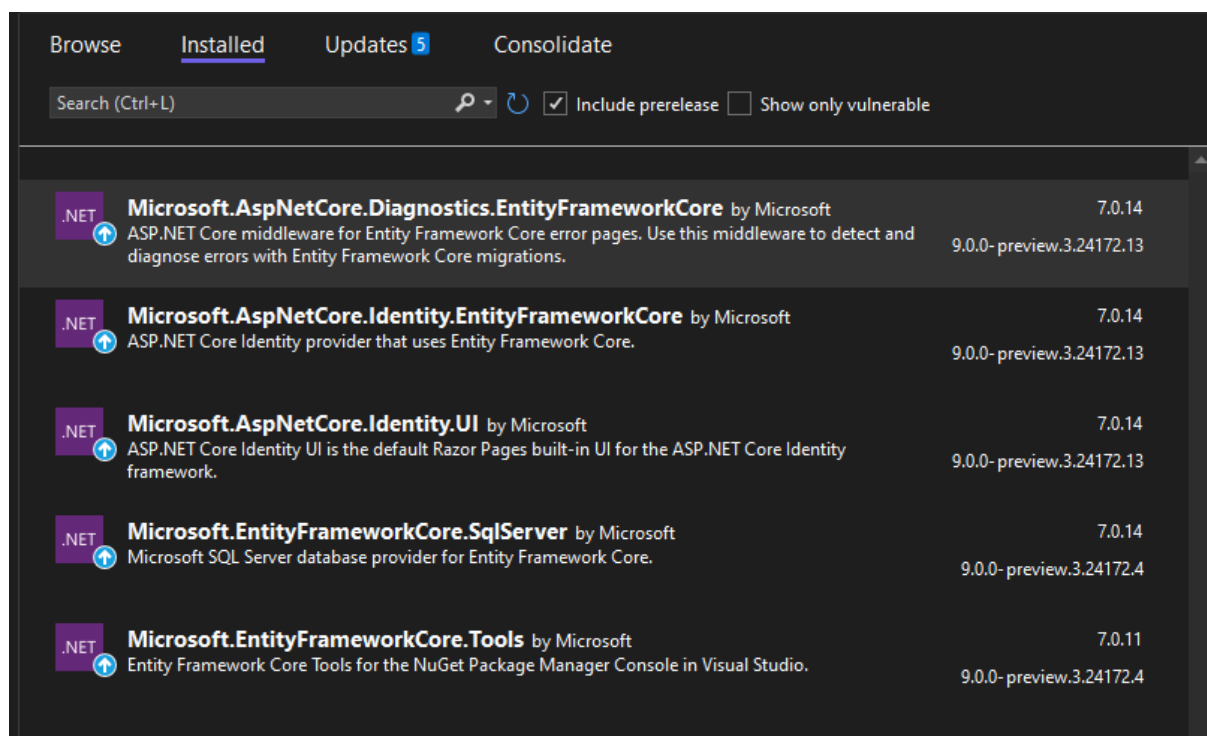 Browse Installed Updates 5 Consolidate
Search (Ctrl+L) Include prerelease Show only vulnerable
.NET Microsoft.AspNetCore.Diagnostics.EntityFrameworkCore by Microsoft 7.0.14
ASP.NET Core middleware for Entity Framework Core error pages. Use this middleware to detect and 9.0.0-preview.3.24172.13
diagnose errors with Entity Framework Core migrations.
.NET Microsoft.AspNetCore.Identity.EntityFrameworkCore by Microsoft 7.0.14
ASP.NET Core Identity provider that uses Entity Framework Core. 9.0.0-preview.3.24172.13
.NET Microsoft.AspNetCore.Identity.UI by Microsoft 7.0.14
ASP.NET Core Identity UI is the default Razor Pages built-in UI for the ASP.NET Core Identity 9.0.0-preview.3.24172.13
framework.
.NET Microsoft.EntityFrameworkCore.SqlServer by Microsoft 7.0.14
Microsoft SQL Server database provider for Entity Framework Core. 9.0.0-preview.3.24172.4
.NET Microsoft.EntityFrameworkCore.Tools by Microsoft 7.0.11
Entity Framework Core Tools for the NuGet Package Manager Console in Visual Studio. 9.0.0-preview.3.24172.4